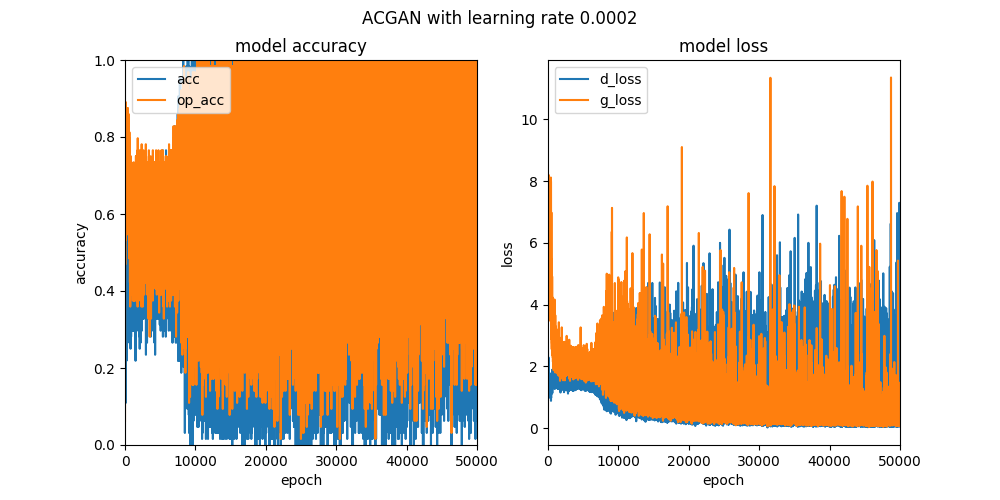 ACGAN with learning rate 0.0002
model accuracy
acc
op_acc
accuracy
1.0
0.8
0.6
0.4
0.2
0.0
0 10000 20000 30000 40000 50000
epoch
model loss
d_loss
g_loss
loss
10
8
6
4
2
0
0 10000 20000 30000 40000 50000
epoch